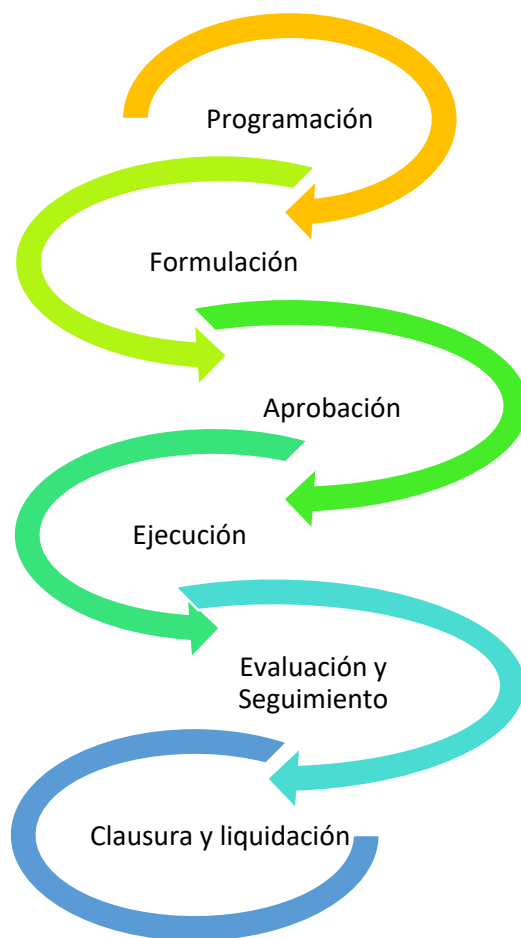 Programación
Formulación
Aprobación
Ejecución
Evaluación y
Seguimiento
Clausura y liquidación